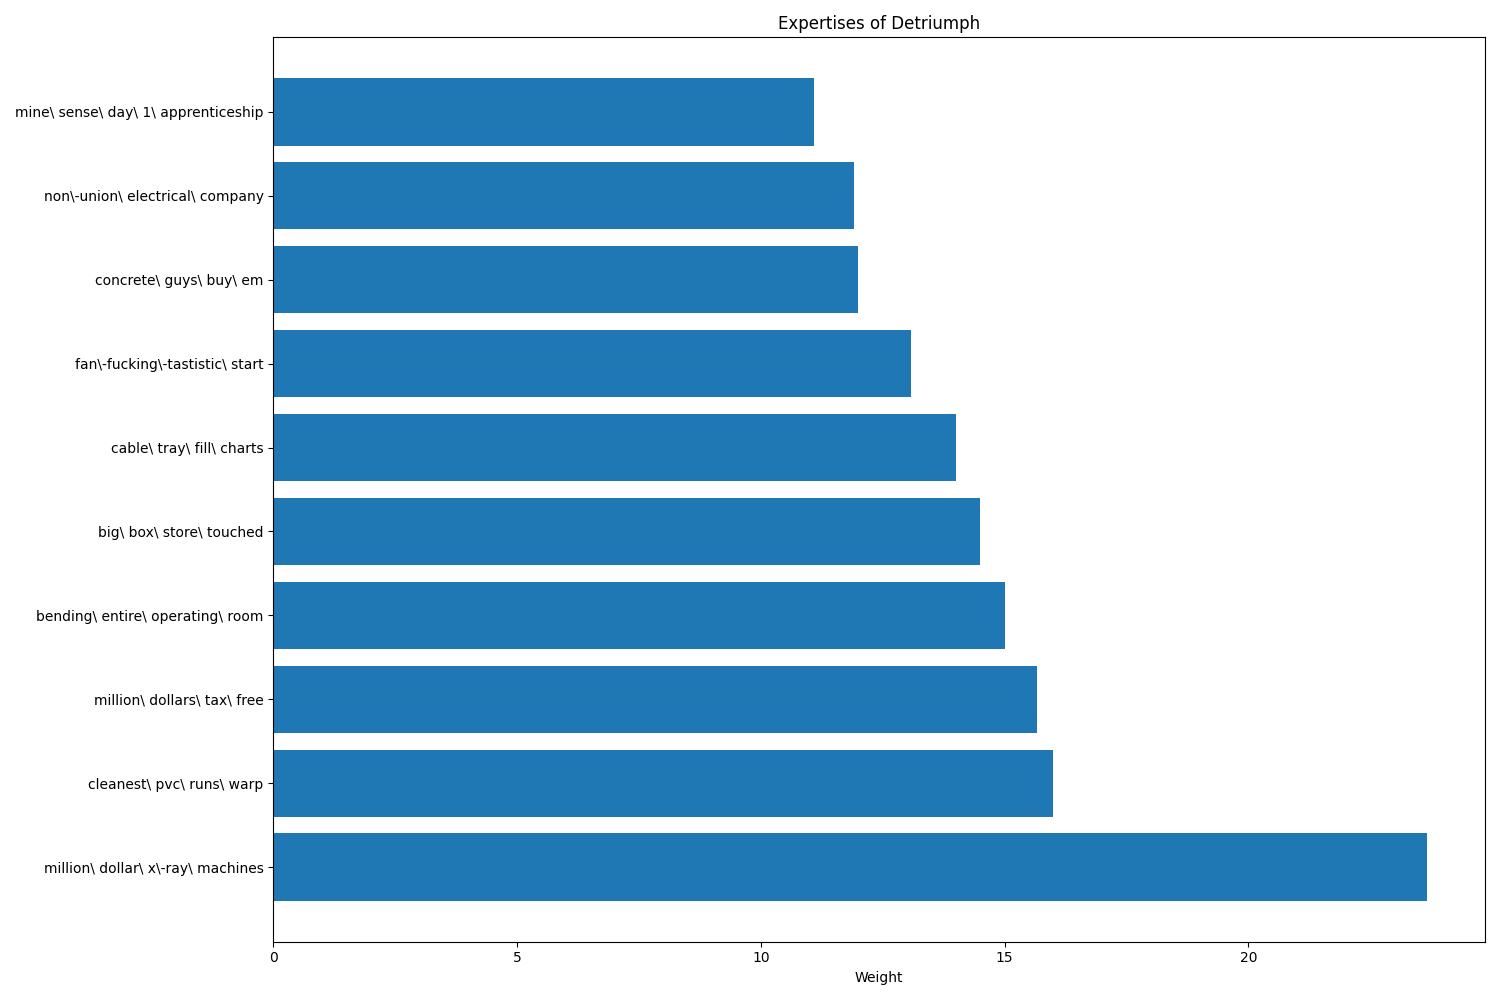 Expertises of Detriumph
mine\ sense\ day\ 1\ apprenticeship
non\-union\ electrical\ company
concrete\ guys\ buy\ em
fan\-fucking\-tastistic\ start
cable\ tray\ fill\ charts
big\ box\ store\ touched
bending\ entire\ operating\ room
million\ dollars\ tax\ free
cleanest\ pvc\ runs\ warp
million\ dollar\ x\-ray\ machines
0 5 10 15 20
Weight